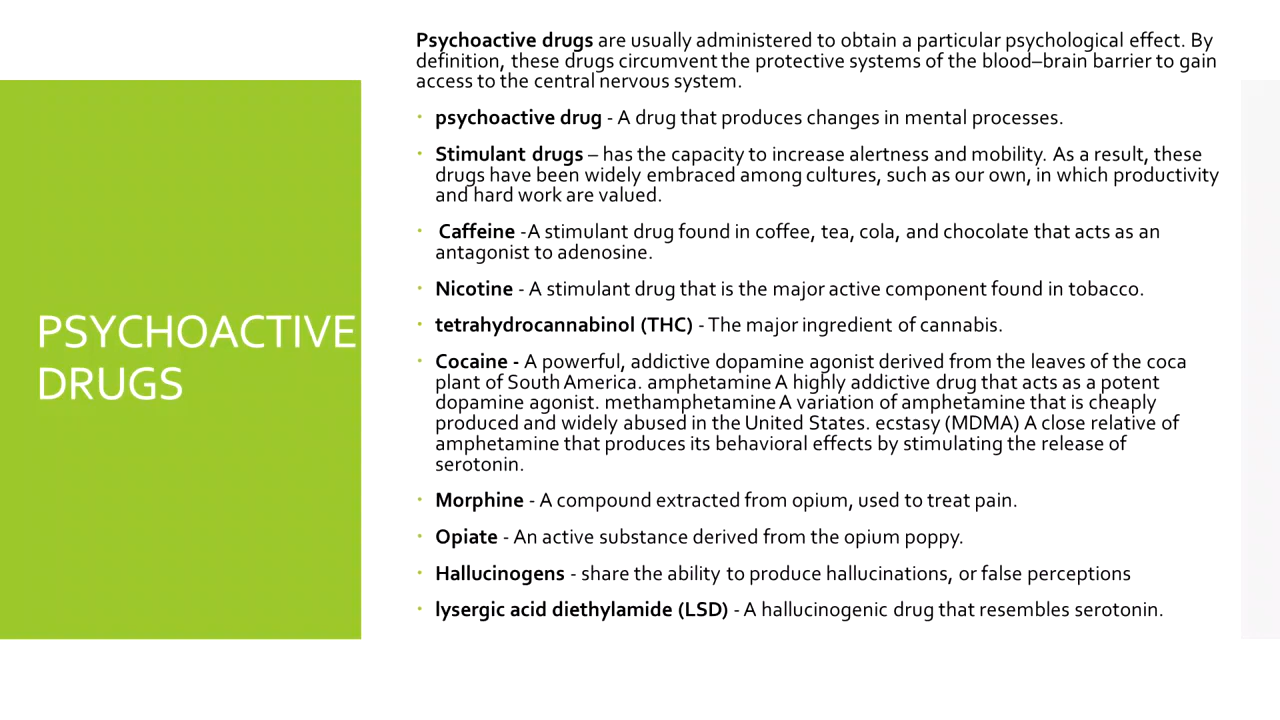 PSYCHOACTIVE
DRUGS
Psychoactive drugs are usually administered to obtain a particular psychological effect. By
definition, these drugs circumvent the protective systems of the blood–brain barrier to gain
access to the central nervous system.
• psychoactive drug - A drug that produces changes in mental processes.
• Stimulant drugs – has the capacity to increase alertness and mobility. As a result, these
drugs have been widely embraced among cultures, such as our own, in which productivity
and hard work are valued.
• Caffeine -A stimulant drug found in coffee, tea, cola, and chocolate that acts as an
antagonist to adenosine.
• Nicotine - A stimulant drug that is the major active component found in tobacco.
• tetrahydrocannabinol (THC) - The major ingredient of cannabis.
• Cocaine - A powerful, addictive dopamine agonist derived from the leaves of the coca
plant of South America. amphetamine A highly addictive drug that acts as a potent
dopamine agonist. methamphetamine A variation of amphetamine that is cheaply
produced and widely abused in the United States. ecstasy (MDMA) A close relative of
amphetamine that produces its behavioral effects by stimulating the release of
serotonin.
• Morphine - A compound extracted from opium, used to treat pain.
• Opiate - An active substance derived from the opium poppy.
• Hallucinogens - share the ability to produce hallucinations, or false perceptions
• lysergic acid diethylamide (LSD) - A hallucinogenic drug that resembles serotonin.